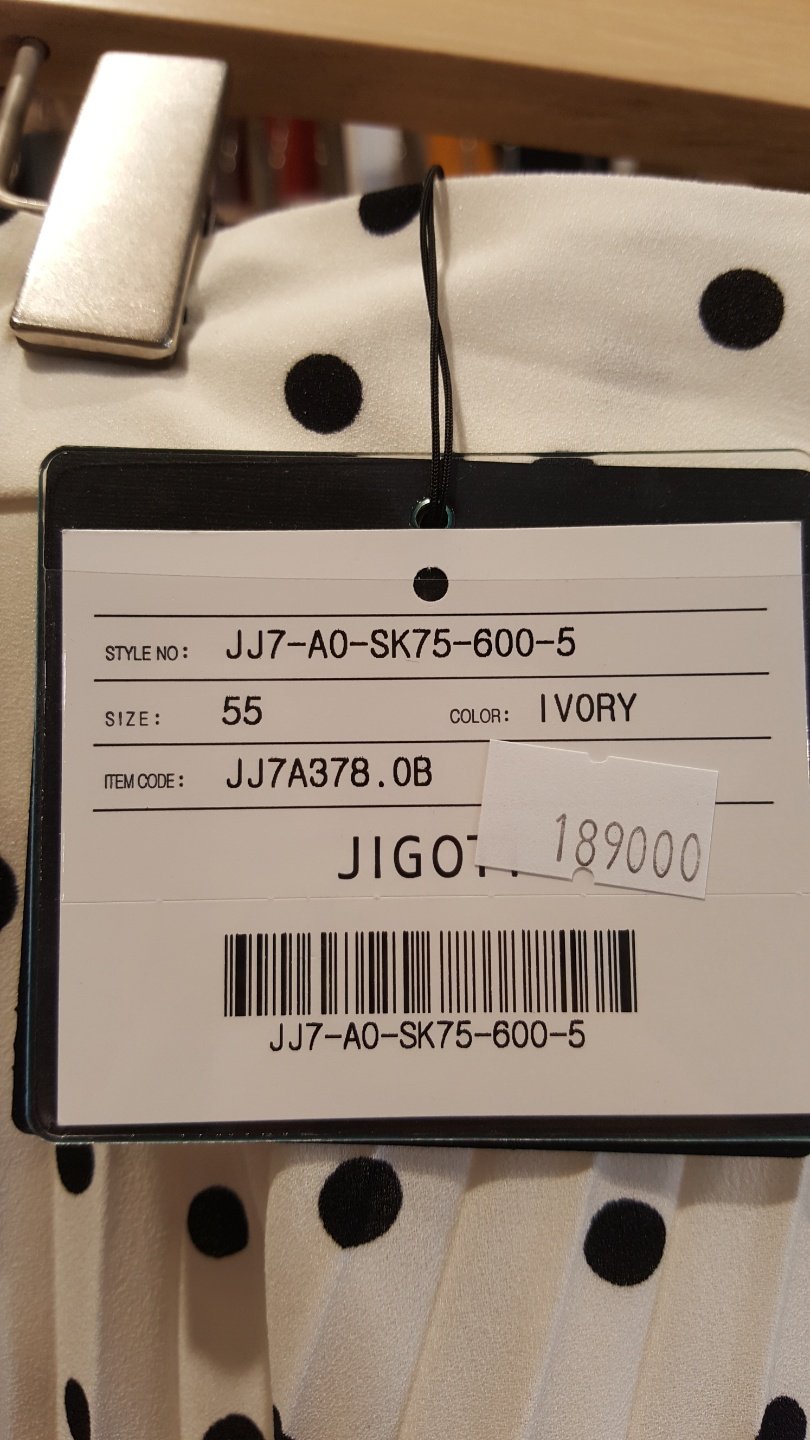 STYLE NO: JJ7-A0-SK75-600-5
SIZE: 55 COLOR: IVORY
ITEM CODE: JJ7A378.0B
189000
JJ7-A0-SK75-600-5